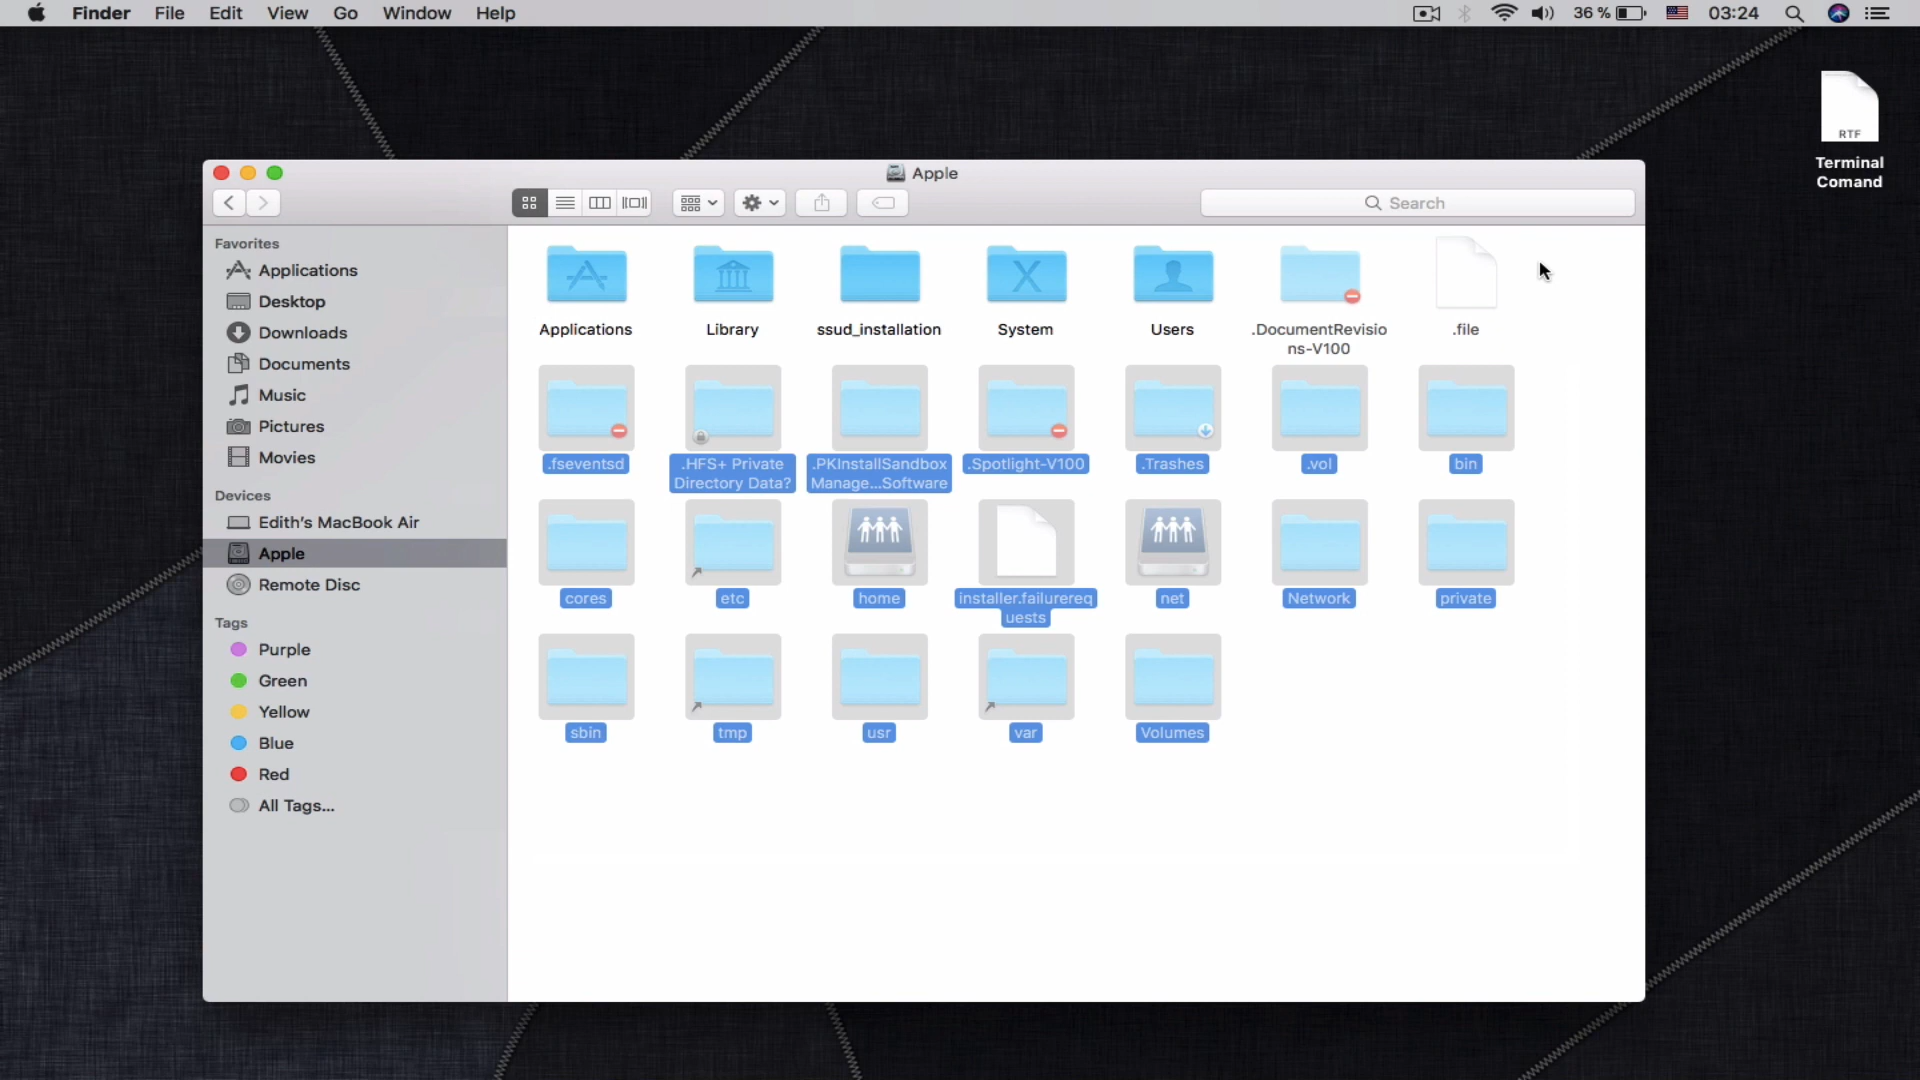 Finder File Edit View Go Window Help 36 % 03:24
RTF
Terminal
Comand
Apple
Search
Favorites
Applications
Desktop
Downloads
Documents
Music
Pictures
Movies
Devices
Edith's MacBook Air
Apple
Remote Disc
Tags
Purple
Green
Yellow
Blue
Red
All Tags...
Applications Library ssud_installation System Users .DocumentRevisio .file
ns-V100
.fseventsd .HFS+ Private .PKInstallSandbox .Spotlight-V100 .Trashes .vol bin
Directory Data? Manage...Software
cores etc home installer.failurereq net Network private
uests
sbin tmp usr var Volumes